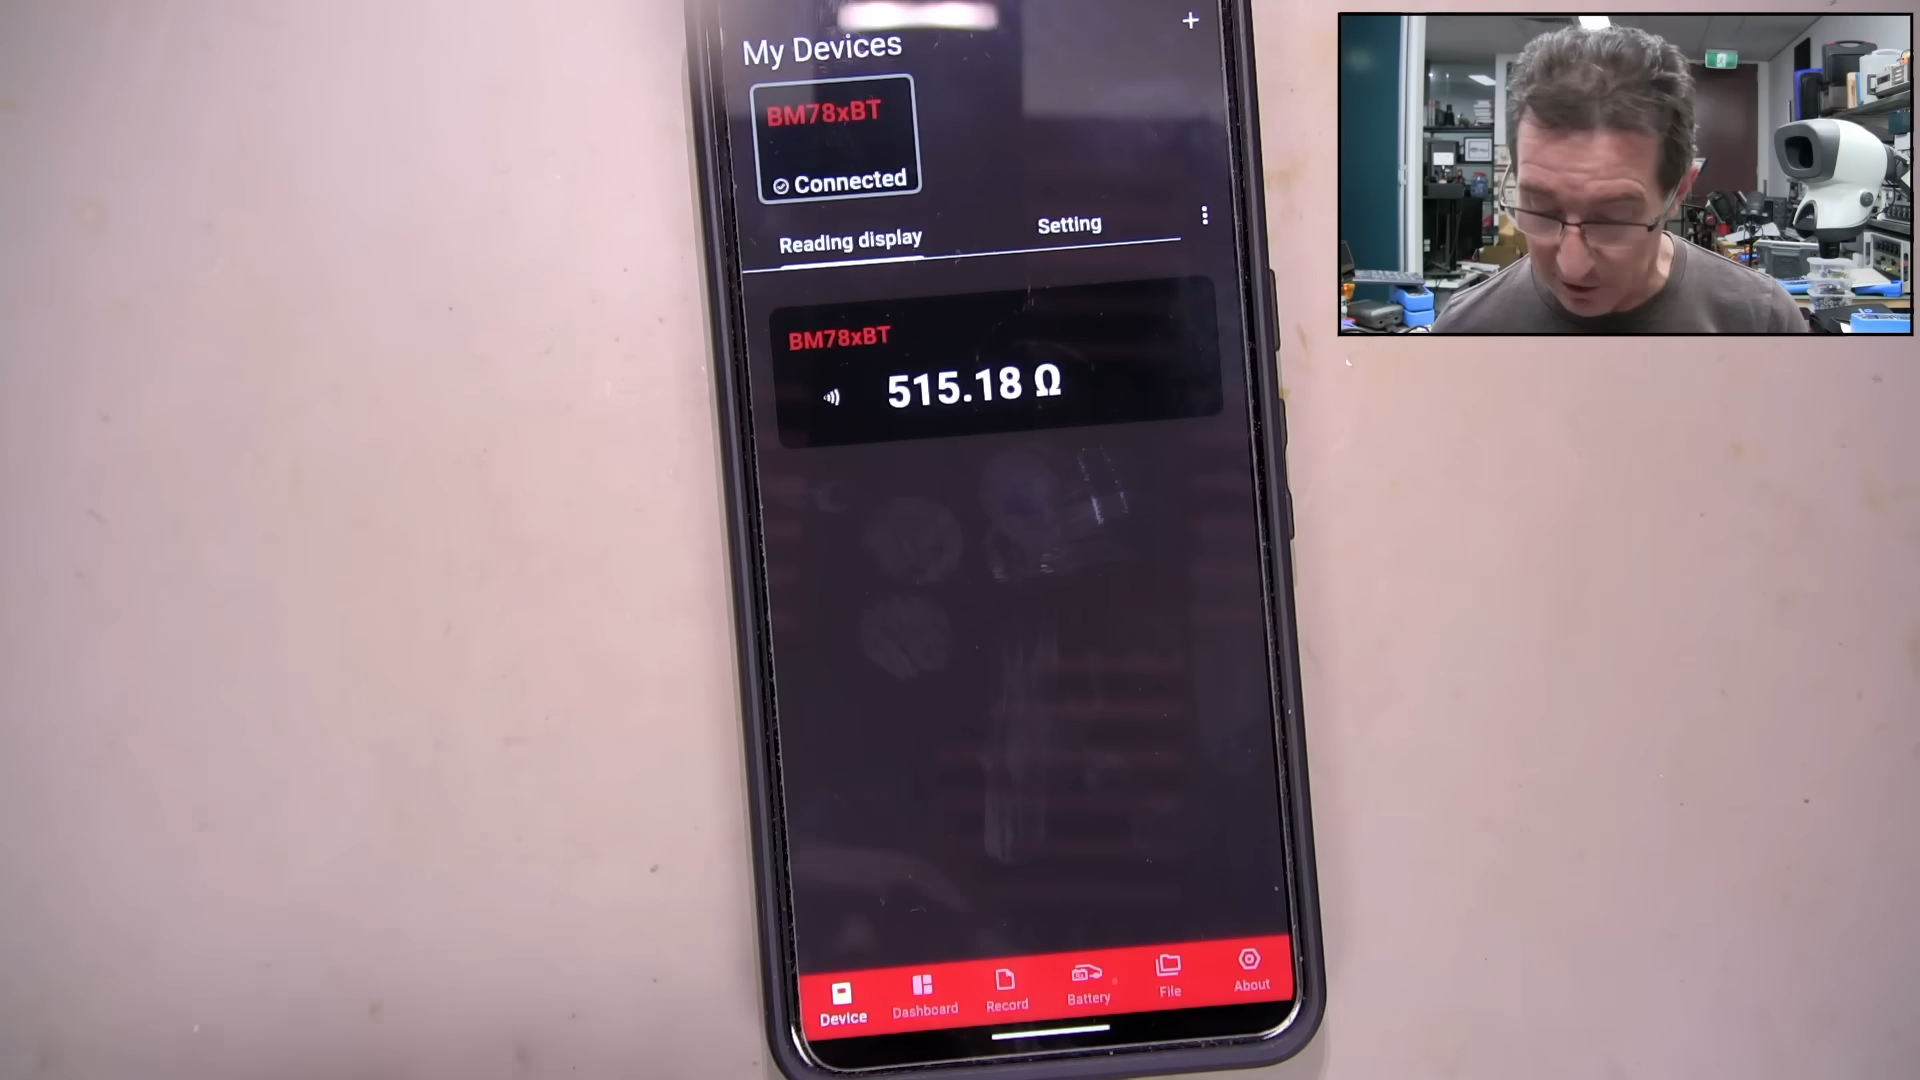 My Devices
+
BM78xBT
Connected
Reading display
Setting
BM78xBT
515.18 Ω
Device
Dashboard
Record
Battery
File
About